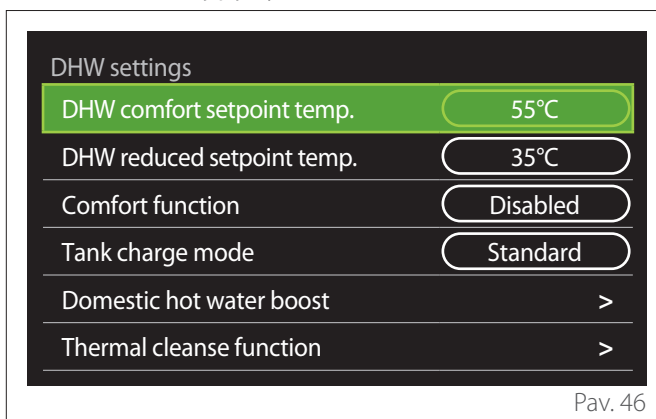 DHW settings
DHW comfort setpoint temp. 55°C
DHW reduced setpoint temp. 35°C
Comfort function Disabled
Tank charge mode Standard
Domestic hot water boost >
Thermal cleanse function >
Pav. 46